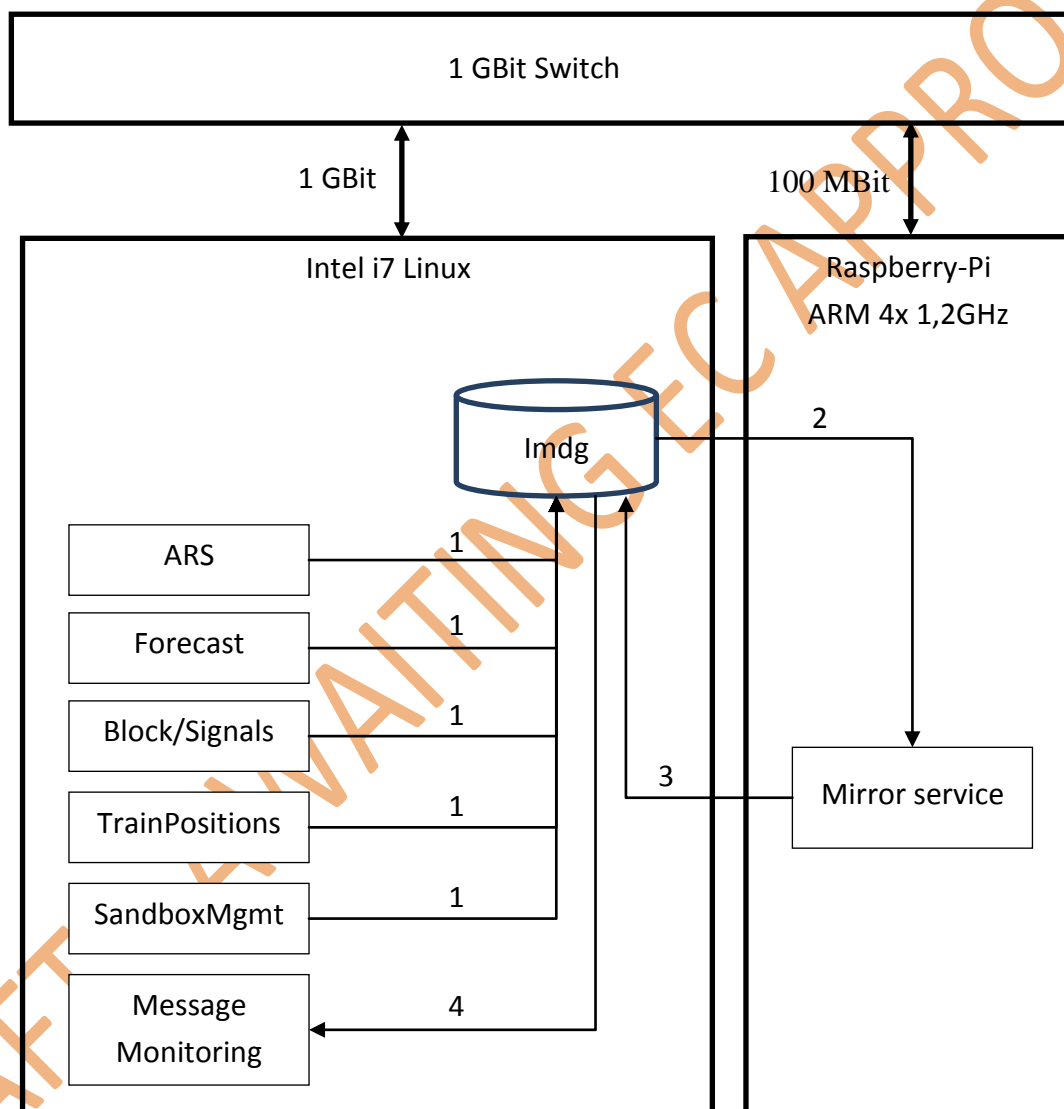 1 GBit Switch
1 GBit
100 MBit
Intel i7 Linux
Raspberry-Pi
ARM 4x 1,2GHz
Imdg
2
ARS
1
Forecast
1
Block/Signals
1
3
Mirror service
TrainPositions
1
SandboxMgmt
1
Message
Monitoring
4
AFT AWAITING EC APPRO